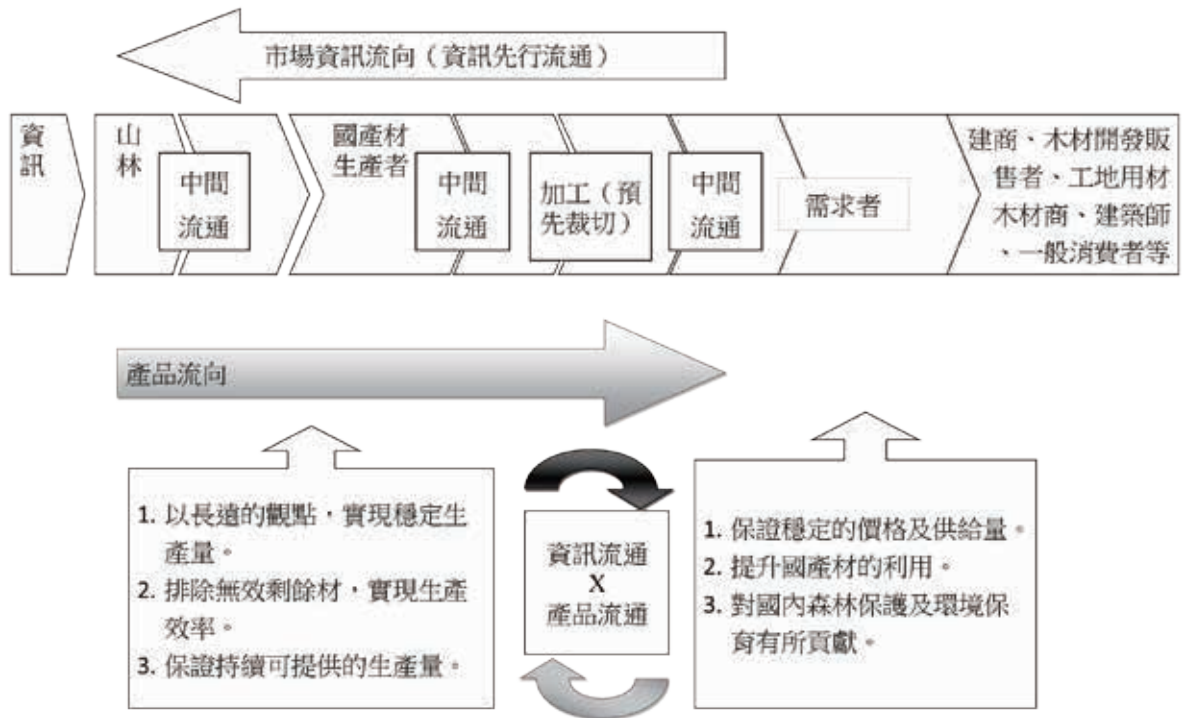 市場資訊流向（資訊先行流通）
資
訊
山
林
中間
流通
國產材
生產者
中間
流通
加工（預
先裁切）
中間
流通
需求者
建商、木材開發販
售者、工地用材
木材商、建築師
、一般消費者等
產品流向
1. 以長遠的觀點，實現穩定生
產量。
2. 排除無效剩餘材，實現生產
效率。
3. 保證持續可提供的生產量。
資訊流通
X
產品流通
1. 保證穩定的價格及供給量。
2. 提升國產材的利用。
3. 對國內森林保護及環境保
育有所貢獻。